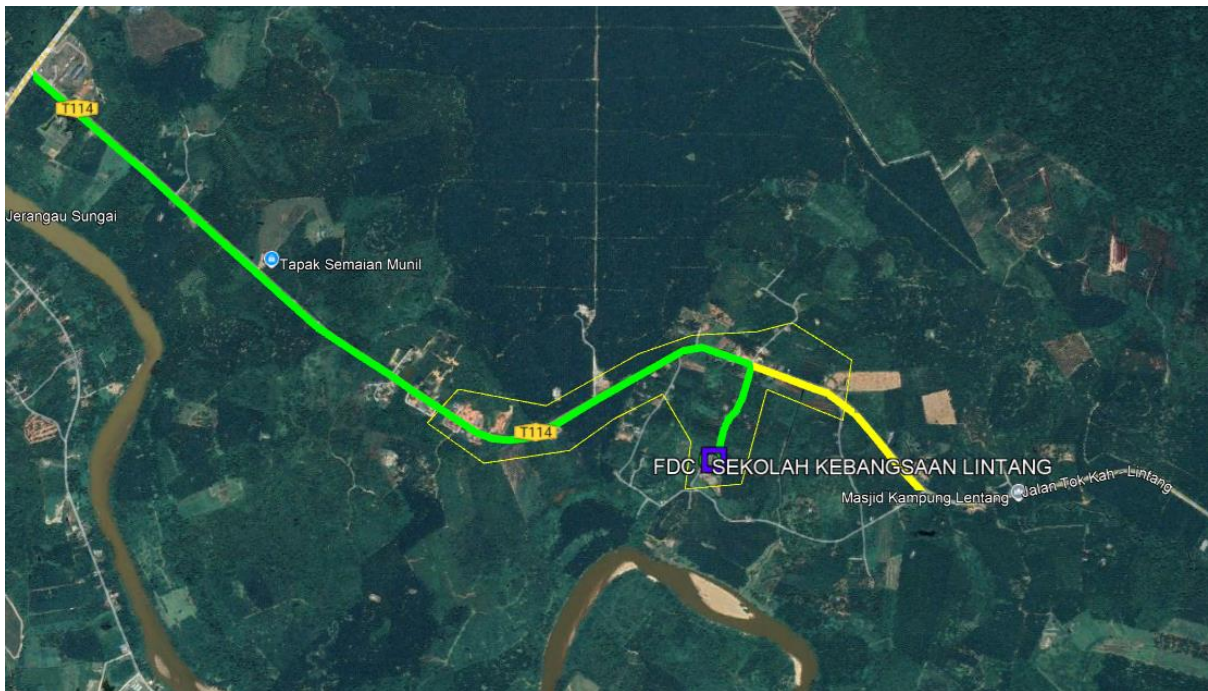 T114
Jerangau Sungai
Tapak Semaian Munil
T114
FDC SEKOLAH KEBANGSAAN LINTANG
Masjid Kampung Lentang
Jalan Tok Kah - Lintang